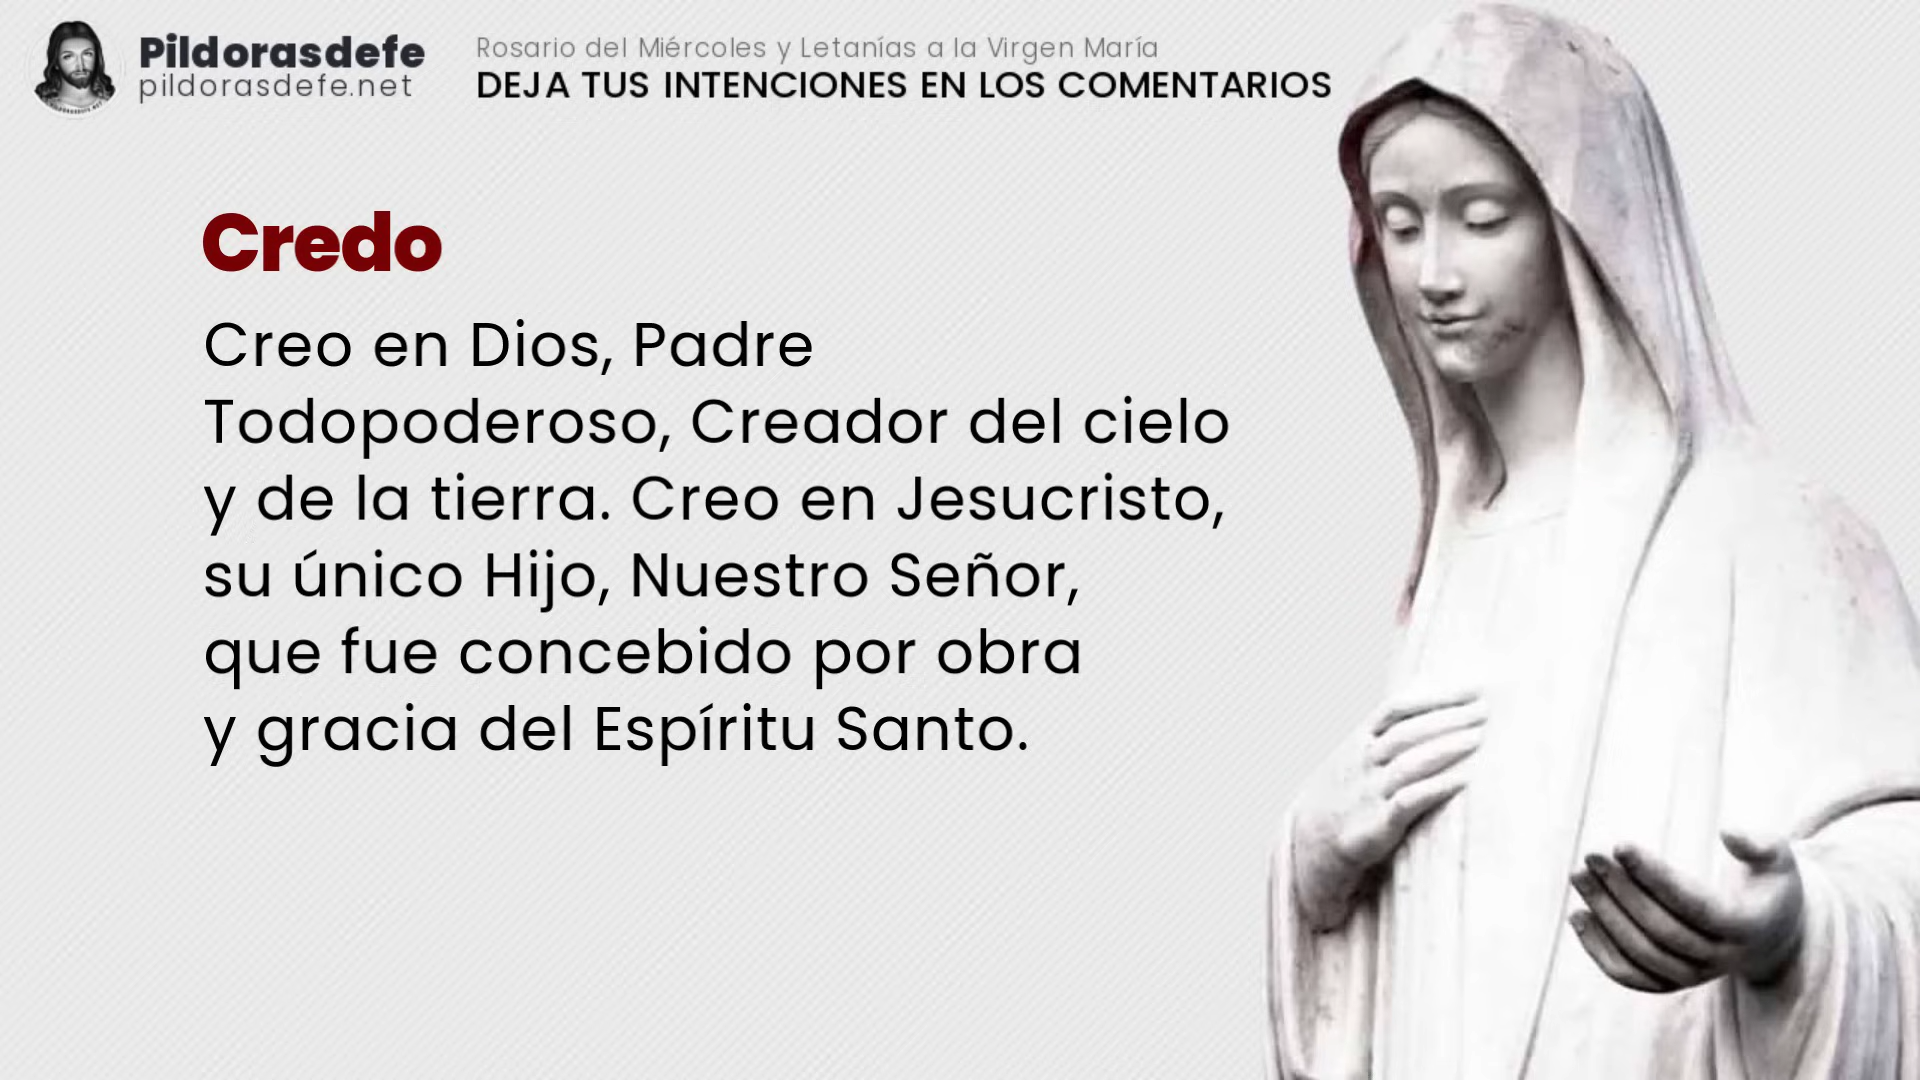 Pildorasdefe
pildorasdefe.net
Rosario del Miércoles y Letanías a la Virgen María
DEJA TUS INTENCIONES EN LOS COMENTARIOS
Credo
Creo en Dios, Padre
Todopoderoso, Creador del cielo
y de la tierra. Creo en Jesucristo,
su único Hijo, Nuestro Señor,
que fue concebido por obra
y gracia del Espíritu Santo.